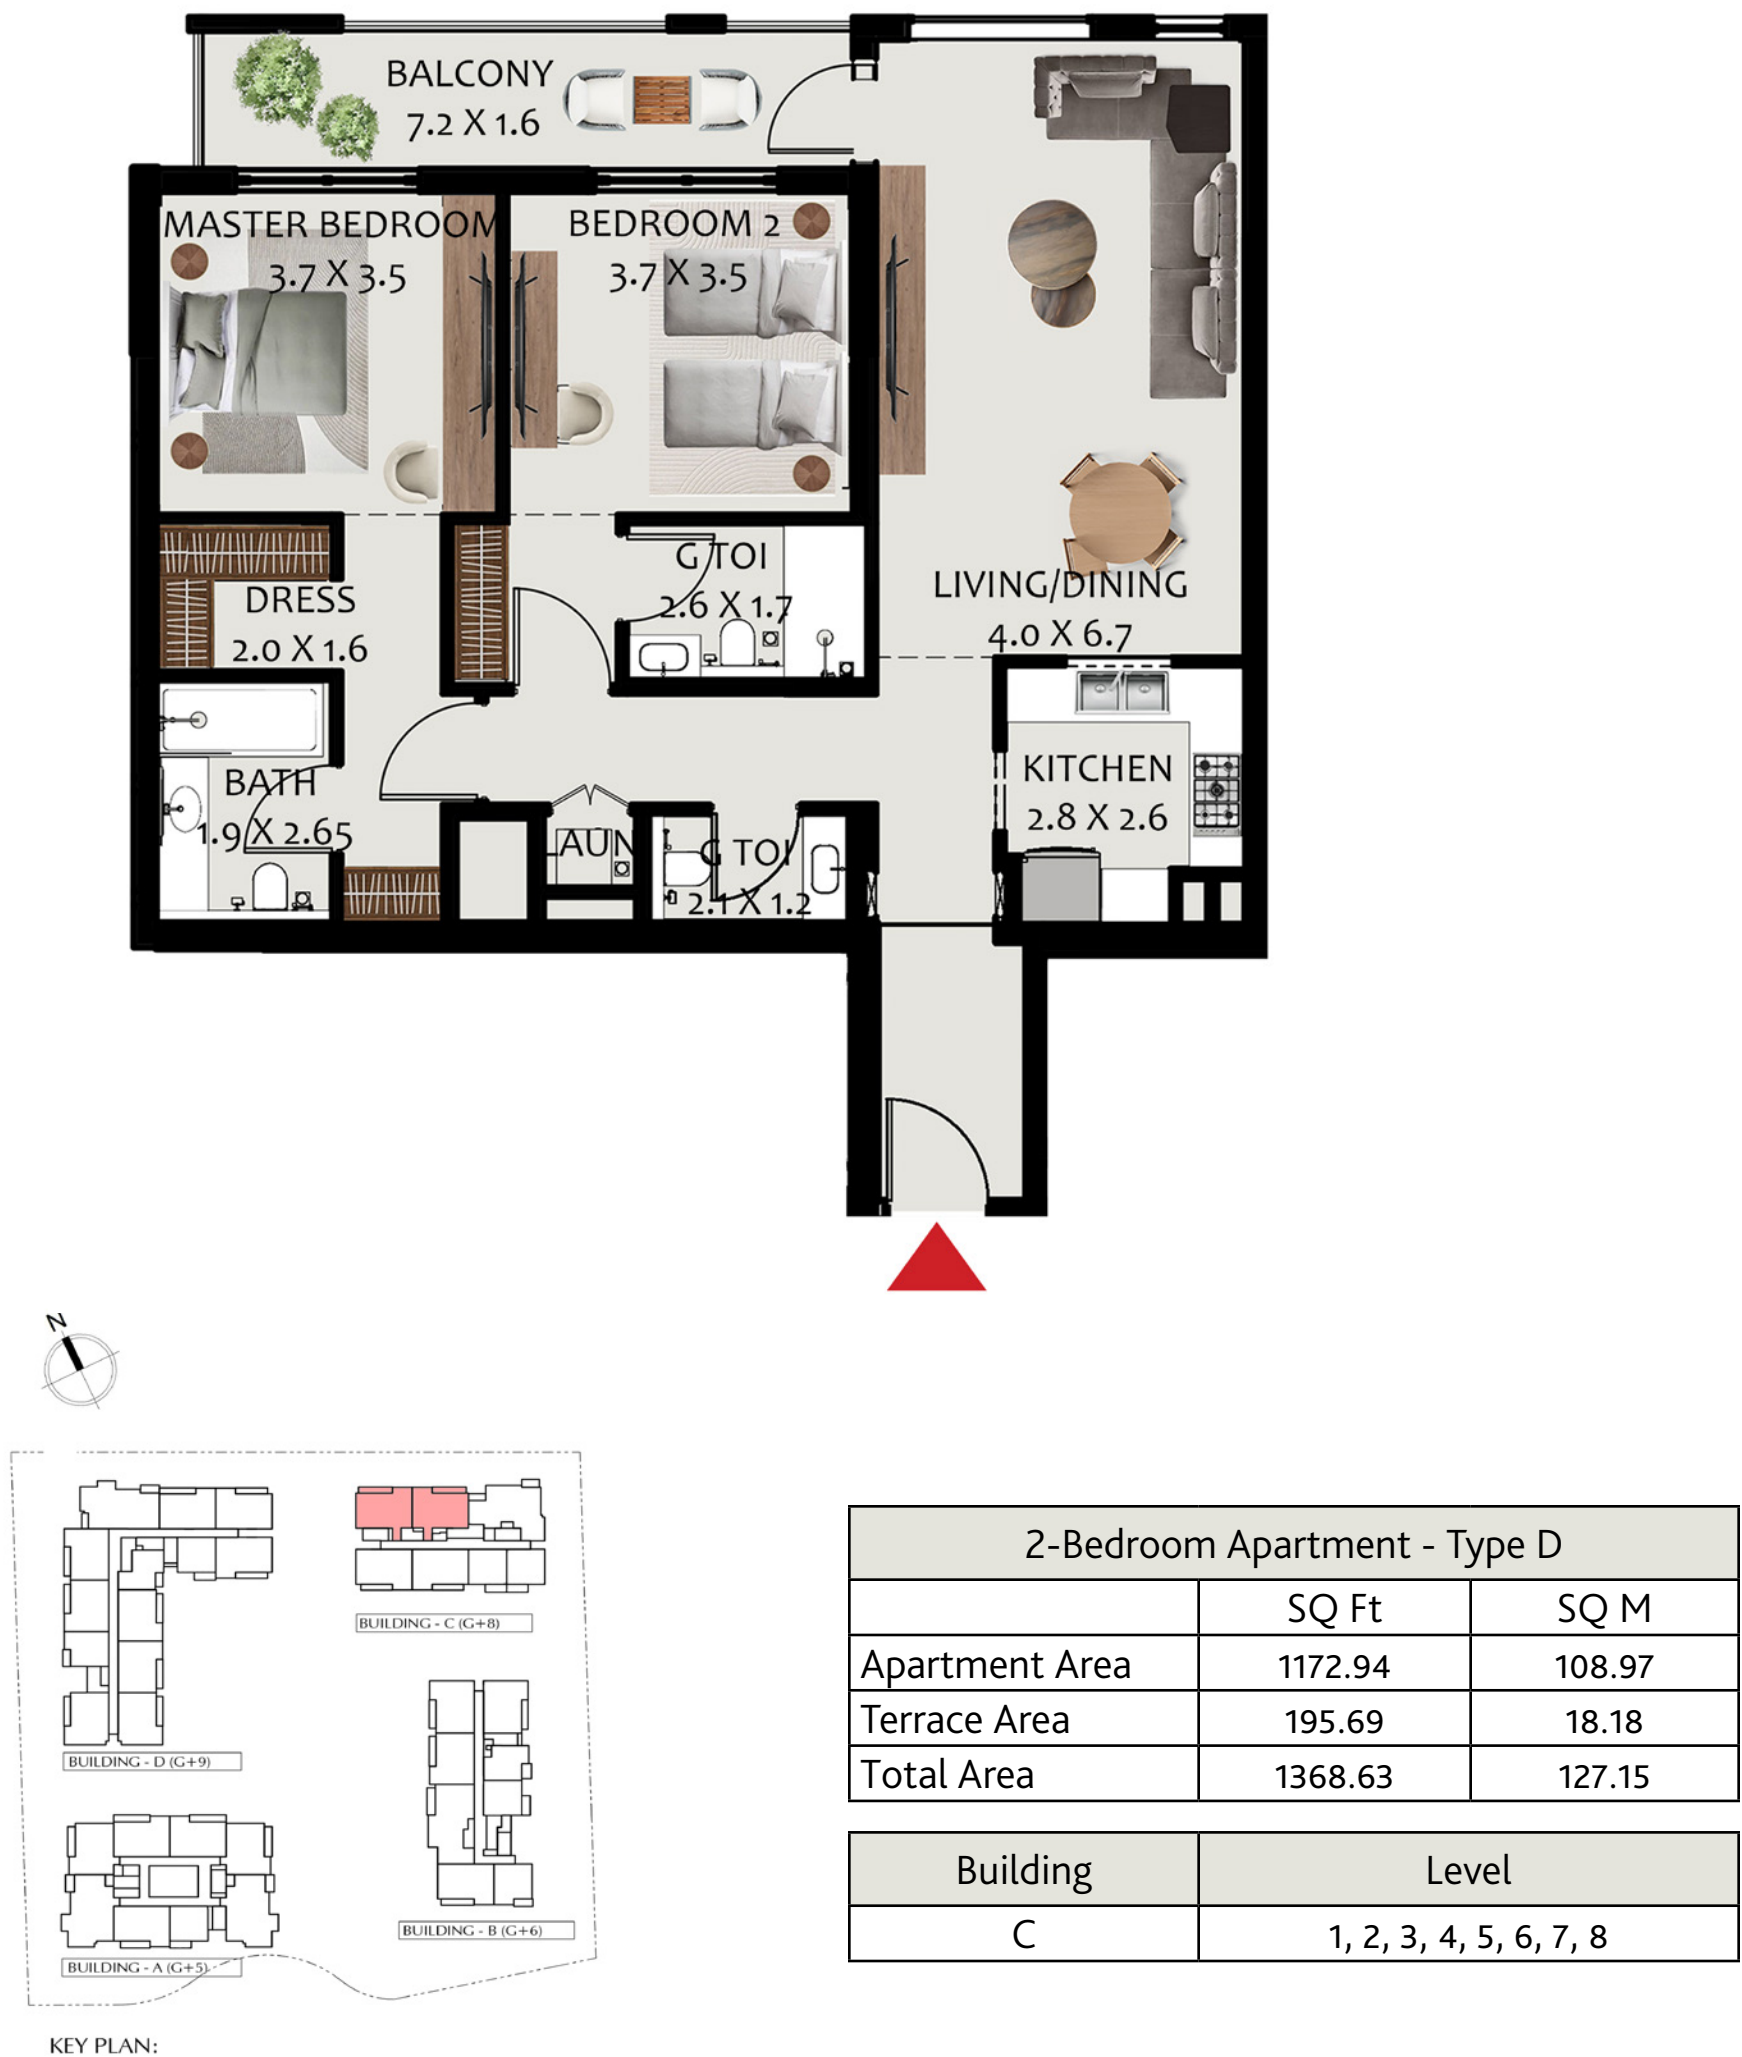 BALCONY
7.2 X 1.6
MASTER BEDROOM
3.7 X 3.5
BEDROOM 2
3.7 X 3.5
G TOI
2.6 X 1.7
DRESS
2.0 X 1.6
LIVING/DINING
4.0 X 6.7
BATH
1.9 X 2.65
KITCHEN
2.8 X 2.6
LAUN
G TOI
2.1 X 1.2
N
BUILDING - C (G+8)
BUILDING - D (G+9)
BUILDING - B (G+6)
BUILDING - A (G+5)
KEY PLAN:
2-Bedroom Apartment - Type D
SQ Ft SQ M
Apartment Area 1172.94 108.97
Terrace Area 195.69 18.18
Total Area 1368.63 127.15
Building Level
C 1, 2, 3, 4, 5, 6, 7, 8